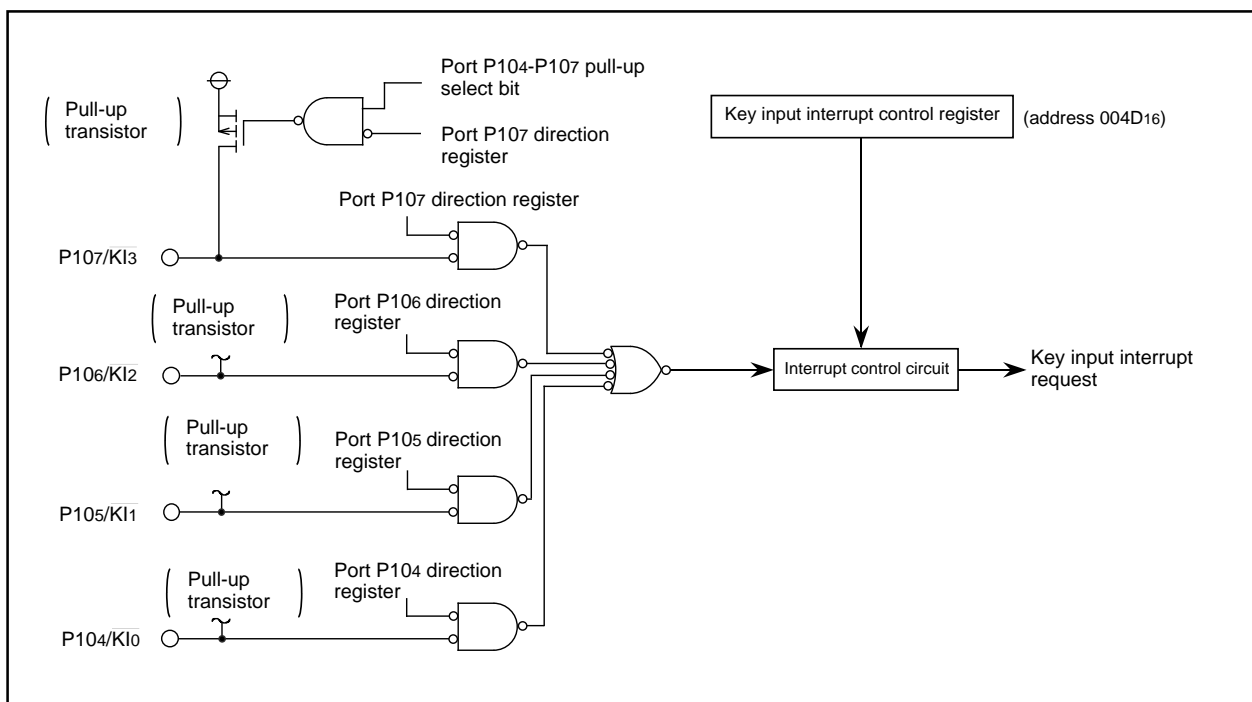 Port P104-P107 pull-up
select bit
Pull-up
transistor
Port P107 direction
register
Key input interrupt control register
(address 004D16)
Port P107 direction register
P107/KI3
Pull-up
transistor
Port P106 direction
register
P106/KI2
Interrupt control circuit
Key input interrupt
request
Pull-up
transistor
Port P105 direction
register
P105/KI1
Pull-up
transistor
Port P104 direction
register
P104/KI0